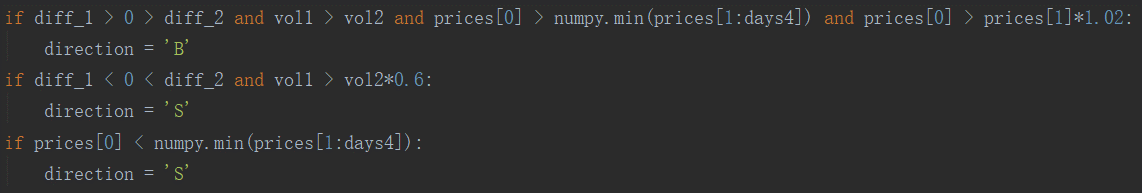 if diff_1 > 0 > diff_2 and vol1 > vol2 and prices[0] > numpy.min(prices[1:days4]) and prices[0] > prices[1]*1.02:
    direction = 'B'
if diff_1 < 0 < diff_2 and vol1 > vol2*0.6:
    direction = 'S'
if prices[0] < numpy.min(prices[1:days4]):
    direction = 'S'